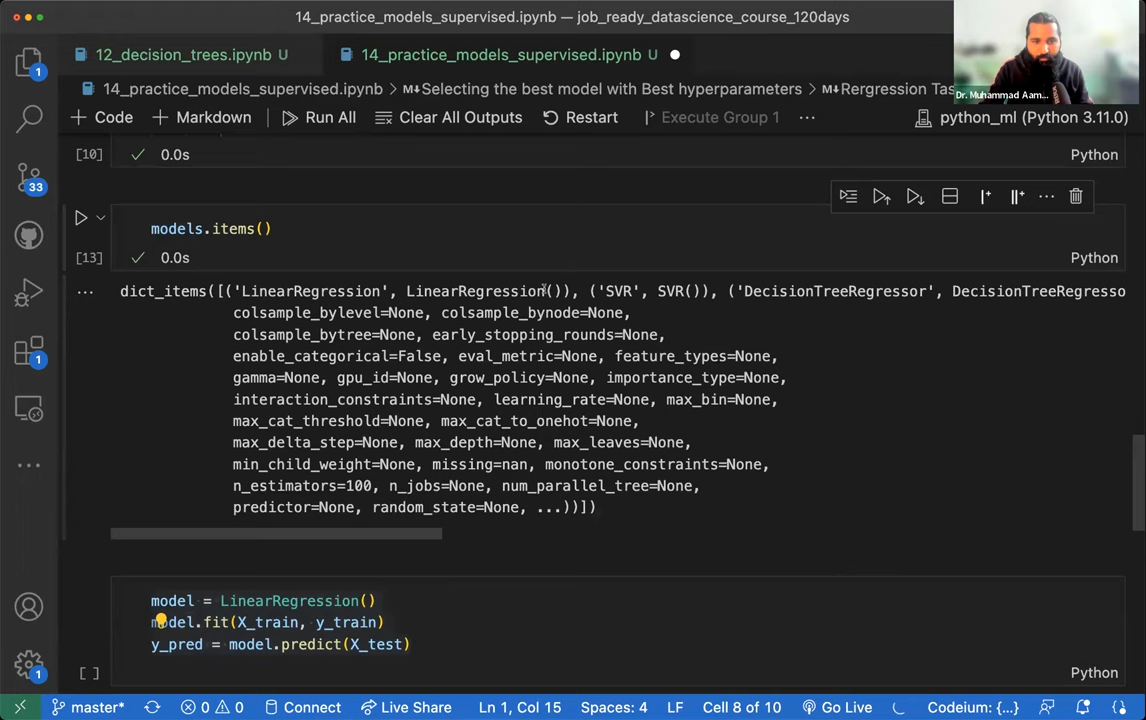 14_practice_models_supervised.ipynb — job_ready_datascience_course_120days
12_decision_trees.ipynb U
14_practice_models_supervised.ipynb U
14_practice_models_supervised.ipynb > M↓Selecting the best model with Best hyperparameters > M↓Rergression Tas
Dr. Muhammad Aam...
+ Code + Markdown Run All Clear All Outputs Restart Execute Group 1 ... python_ml (Python 3.11.0)
[10] 0.0s Python
models.items()
[13] 0.0s Python
dict_items([('LinearRegression', LinearRegression()), ('SVR', SVR()), ('DecisionTreeRegressor', DecisionTreeRegresso
colsample_bylevel=None, colsample_bynode=None,
colsample_bytree=None, early_stopping_rounds=None,
enable_categorical=False, eval_metric=None, feature_types=None,
gamma=None, gpu_id=None, grow_policy=None, importance_type=None,
interaction_constraints=None, learning_rate=None, max_bin=None,
max_cat_threshold=None, max_cat_to_onehot=None,
max_delta_step=None, max_depth=None, max_leaves=None,
min_child_weight=None, missing=nan, monotone_constraints=None,
n_estimators=100, n_jobs=None, num_parallel_tree=None,
predictor=None, random_state=None, ...))])
model = LinearRegression()
model.fit(X_train, y_train)
y_pred = model.predict(X_test)
[ ] Python
1
33
1
1
master* 0 0 Connect Live Share Ln 1, Col 15 Spaces: 4 LF Cell 8 of 10 Go Live Codeium: {...}